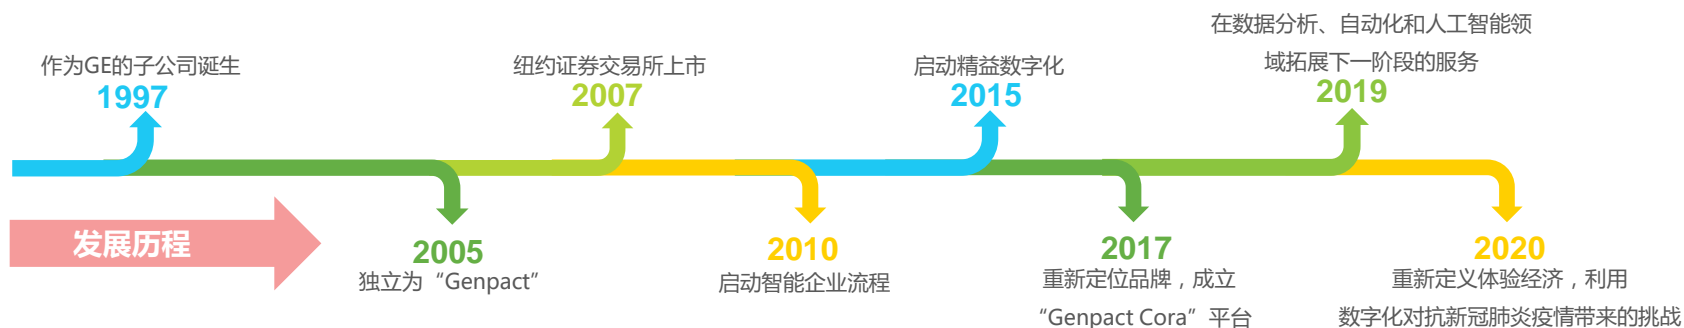 作为GE的子公司诞生
1997
纽约证券交易所上市
2007
启动精益数字化
2015
在数据分析、自动化和人工智能领
域拓展下一阶段的服务
2019
发展历程
2005
独立为“Genpact”
2010
启动智能企业流程
2017
重新定位品牌，成立
“Genpact Cora”平台
2020
重新定义体验经济，利用
数字化对抗新冠肺炎疫情带来的挑战